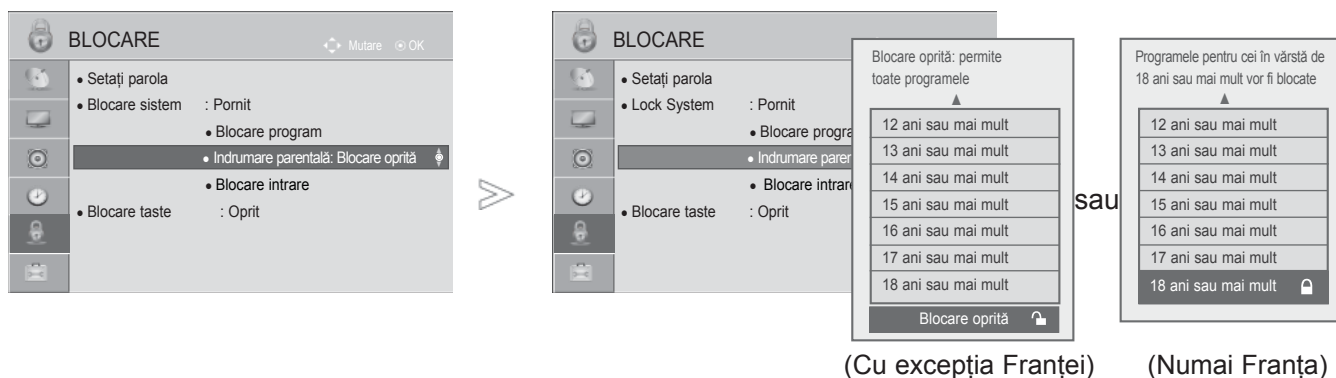 BLOCARE
Mutare OK
• Setați parola
• Blocare sistem : Pornit
• Blocare program
• Indrumare parentală: Blocare oprită
• Blocare intrare
• Blocare taste : Oprit
BLOCARE
• Setați parola
• Lock System : Pornit
• Blocare progra
• Indrumare paren
• Blocare intrare
• Blocare taste : Oprit
Blocare oprită: permite
toate programele
12 ani sau mai mult
13 ani sau mai mult
14 ani sau mai mult
15 ani sau mai mult
16 ani sau mai mult
17 ani sau mai mult
18 ani sau mai mult
Blocare oprită
(Cu excepția Franței)
sau
Programele pentru cei în vârstă de
18 ani sau mai mult vor fi blocate
12 ani sau mai mult
13 ani sau mai mult
14 ani sau mai mult
15 ani sau mai mult
16 ani sau mai mult
17 ani sau mai mult
18 ani sau mai mult
(Numai Franța)